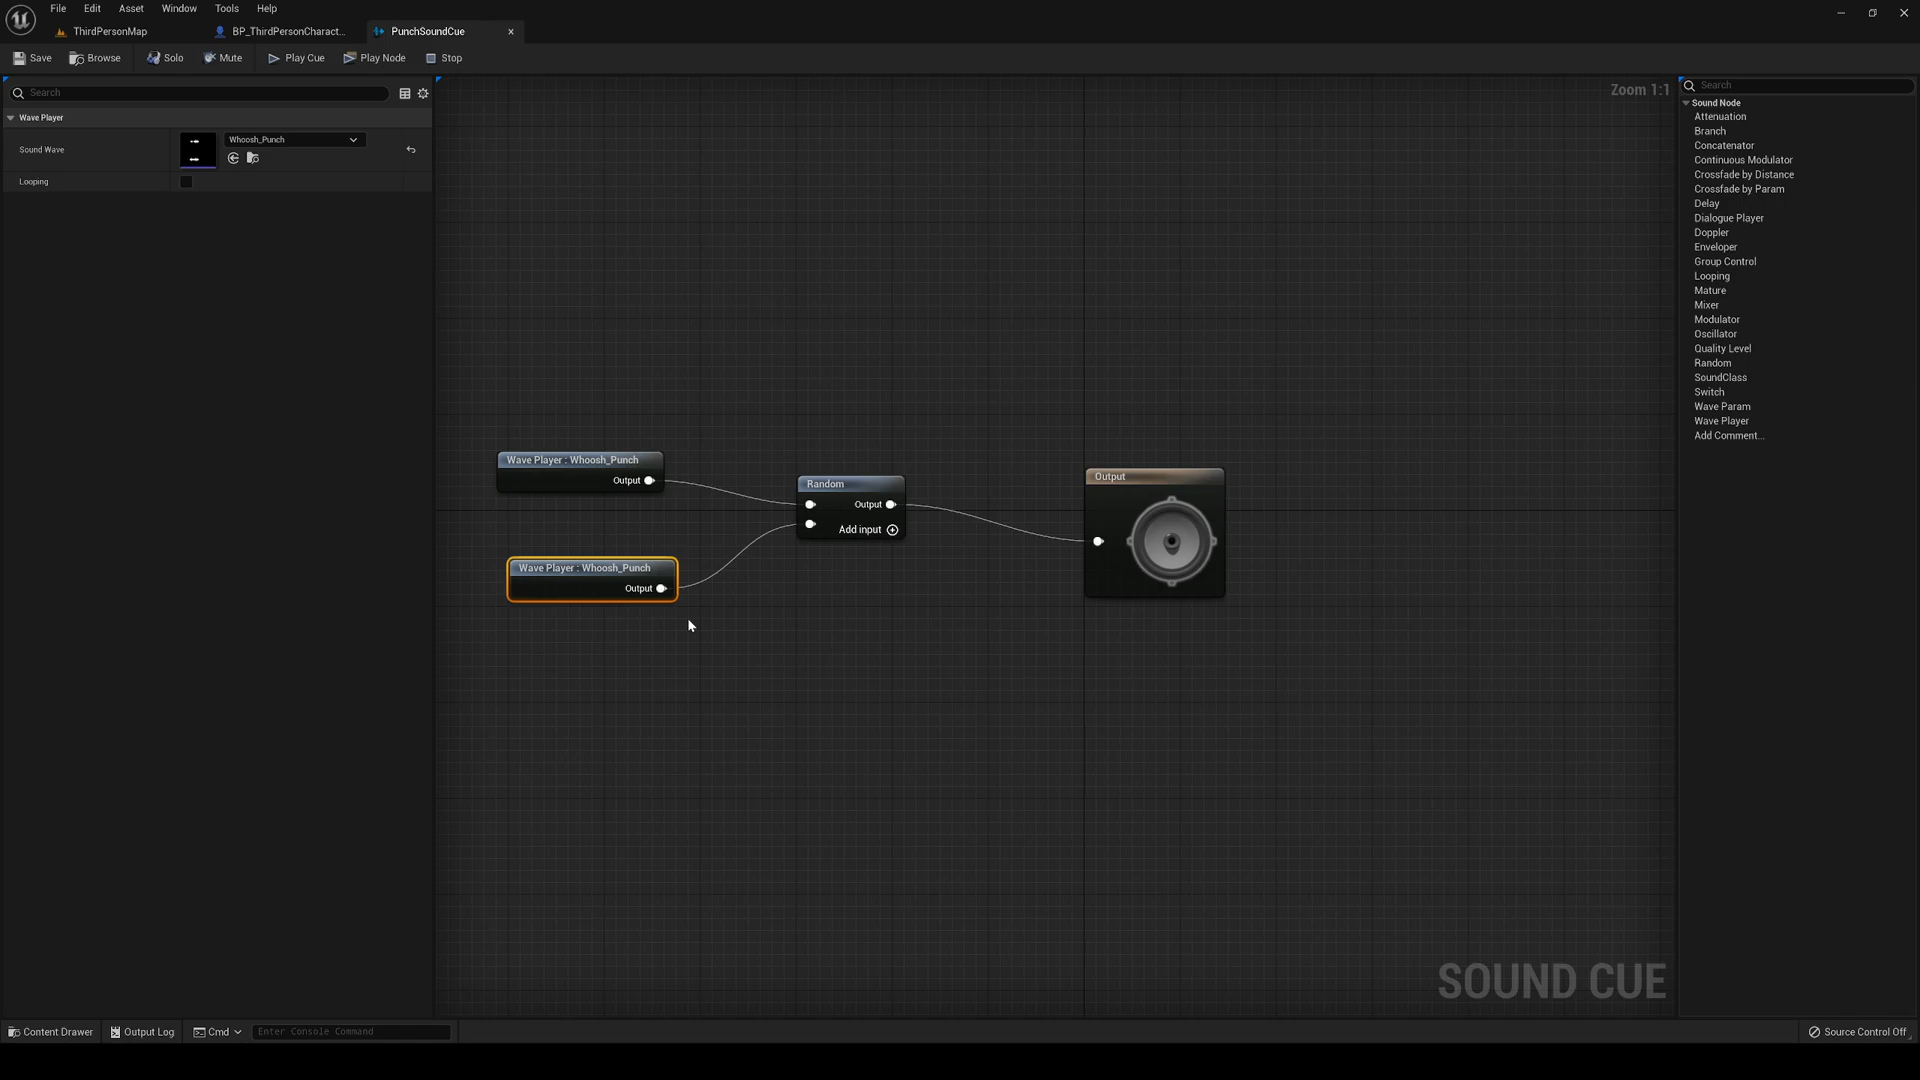 File Edit Asset Window Tools Help
ThirdPersonMap BP_ThirdPersonCharact... PunchSoundCue
Save Browse Solo Mute Play Cue Play Node Stop
Search
Wave Player
Sound Wave Whoosh_Punch
Looping
Zoom 1:1
Wave Player : Whoosh_Punch
Output
Wave Player : Whoosh_Punch
Output
Random
Output
Add input
Output
SOUND CUE
Search
Sound Node
Attenuation
Branch
Concatenator
Continuous Modulator
Crossfade by Distance
Crossfade by Param
Delay
Dialogue Player
Doppler
Enveloper
Group Control
Looping
Mature
Mixer
Modulator
Oscillator
Quality Level
Random
SoundClass
Switch
Wave Param
Wave Player
Add Comment...
Content Drawer Output Log Cmd Enter Console Command Source Control Off